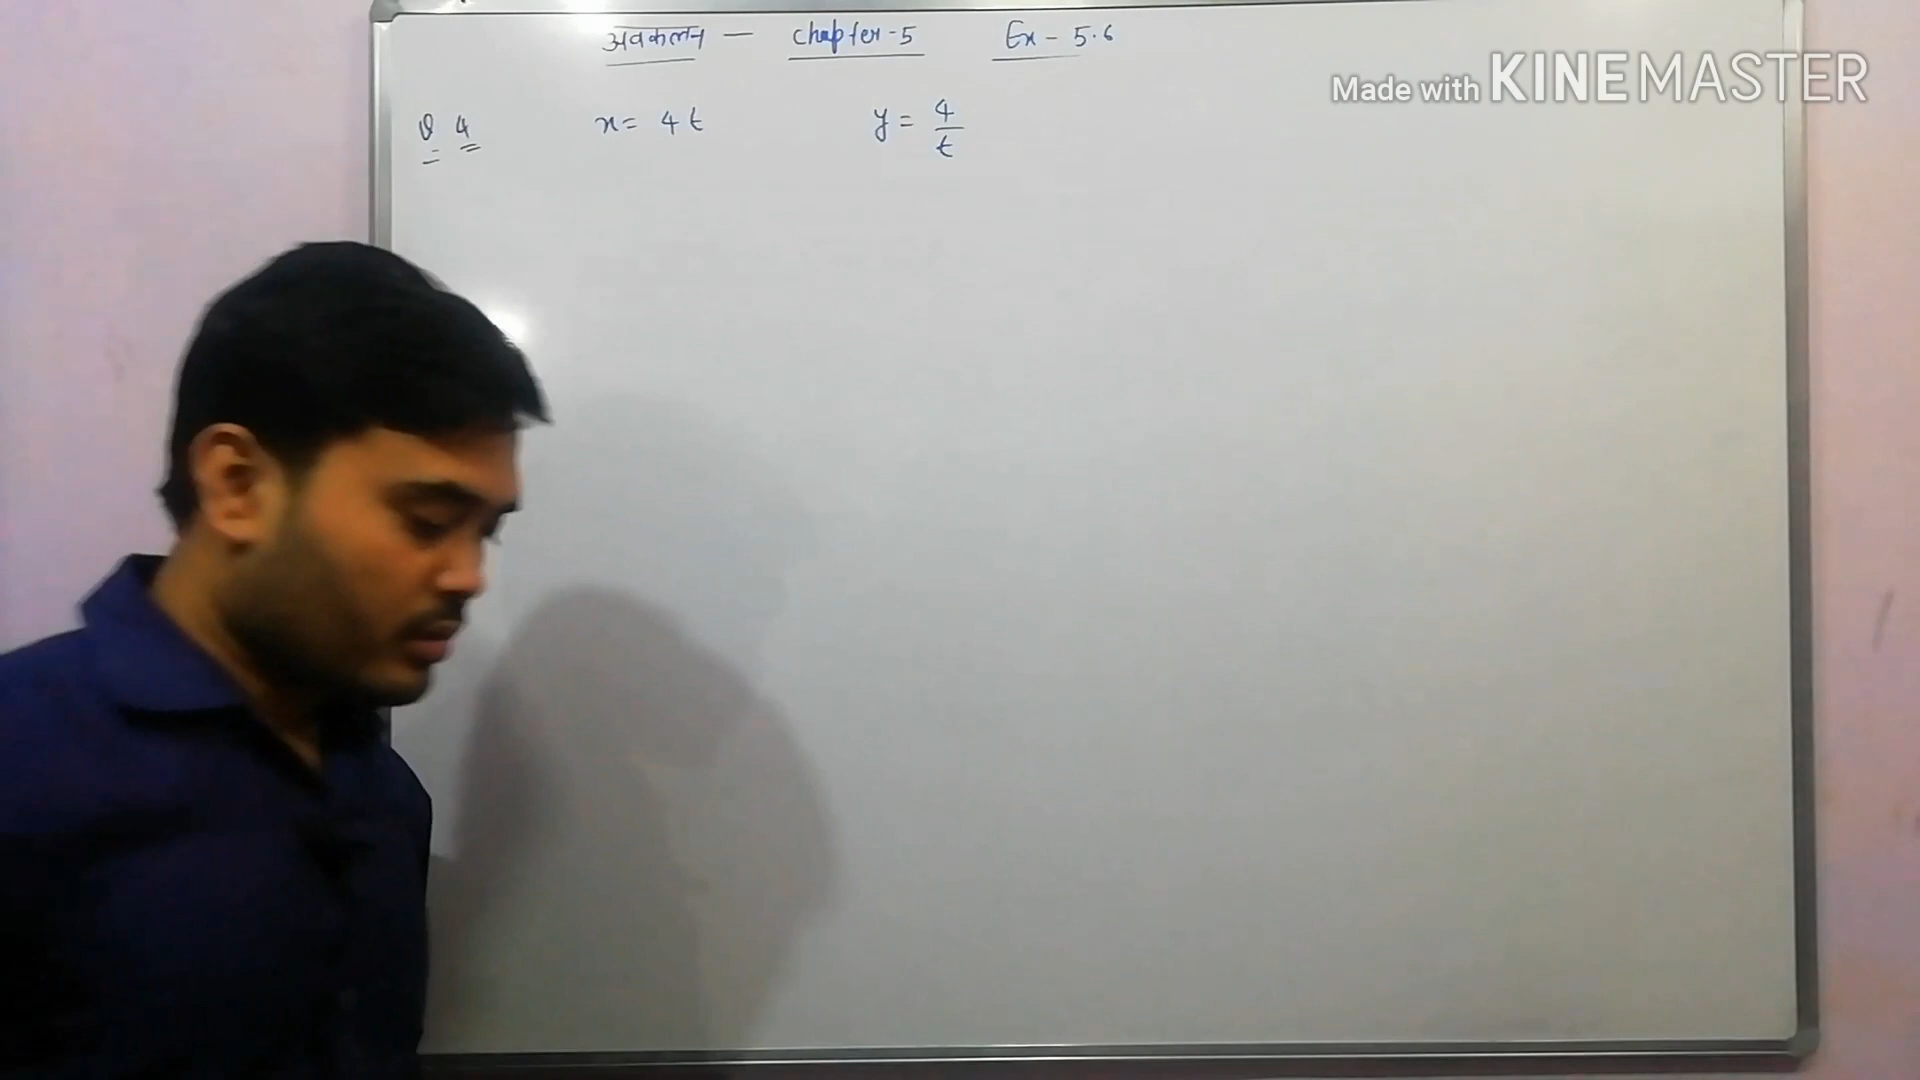 अवकलन — Chapter-5 Ex - 5.6
Made with KINEMASTER
Q 4 x = 4t y = 4/t